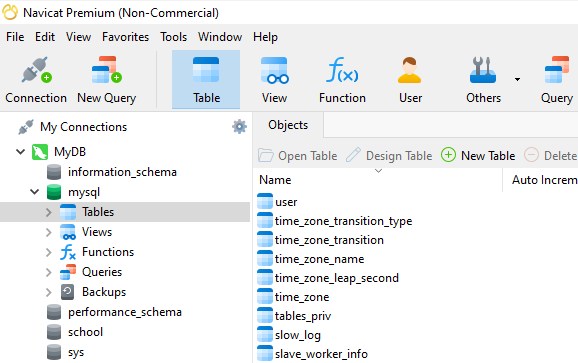 Navicat Premium (Non-Commercial)
File Edit View Favorites Tools Window Help
Connection New Query Table View Function User Others Query
My Connections
Objects
MyDB
Open Table Design Table New Table Delete
information_schema
Name Auto Increm
mysql
user
Tables
time_zone_transition_type
Views
time_zone_transition
Functions
time_zone_name
Queries
time_zone_leap_second
Backups
time_zone
performance_schema
tables_priv
school
slow_log
sys
slave_worker_info